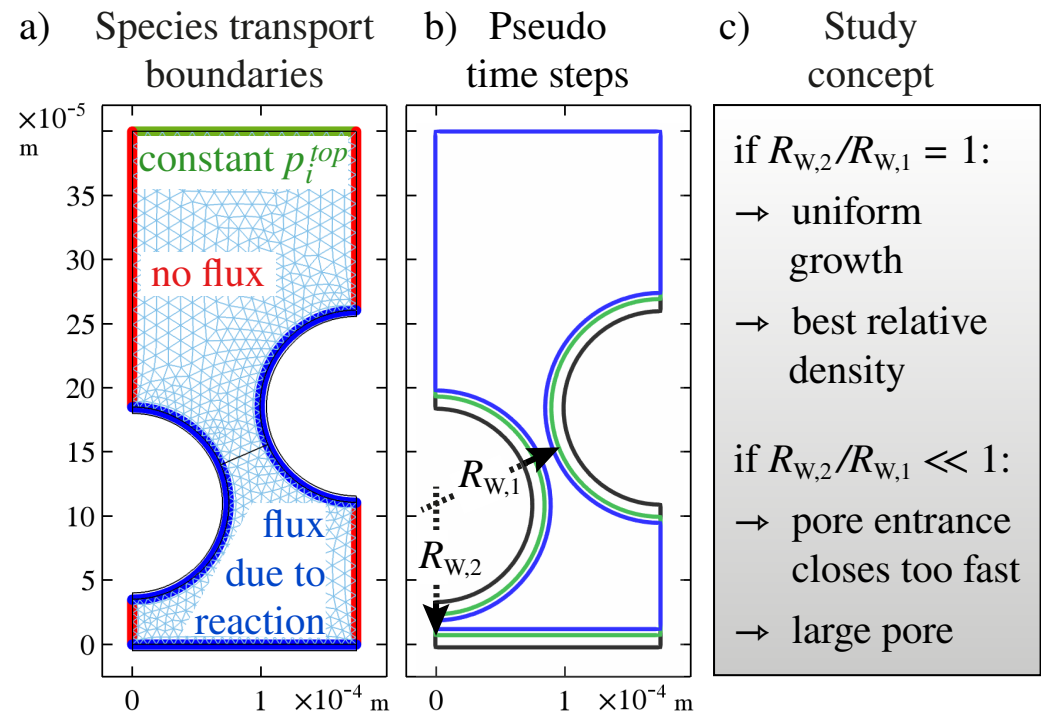 a) Species transport boundaries
b) Pseudo time steps
c) Study concept
×10⁻⁵
m
constant pᵢᵗᵒᵖ
35
no flux
30
25
20
15
10
5
0
flux
due to
reaction
0 1 ×10⁻⁴ m
R_W,1
R_W,2
0 1 ×10⁻⁴ m
if R_W,2/R_W,1 = 1:
→ uniform
growth
→ best relative
density
if R_W,2/R_W,1 ≪ 1:
→ pore entrance
closes too fast
→ large pore